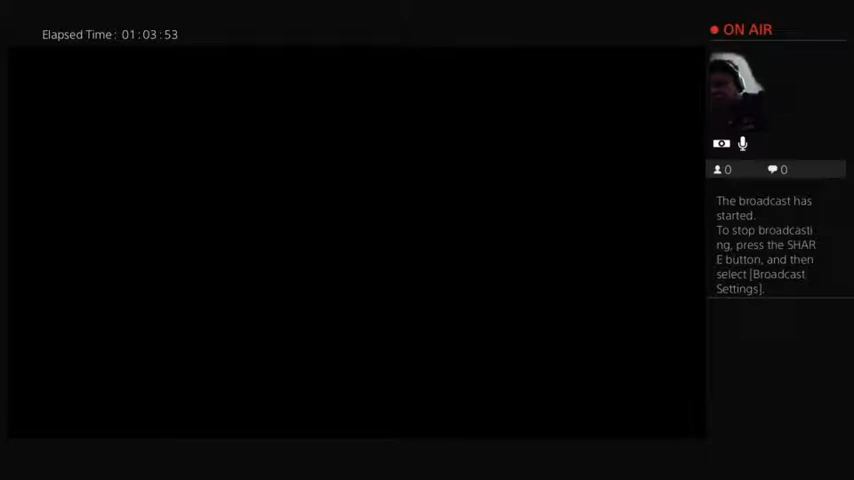 Elapsed Time: 01:03:53
ON AIR
0 0
The broadcast has
started.
To stop broadcasti
ng, press the SHAR
E button, and then
select [Broadcast
Settings].